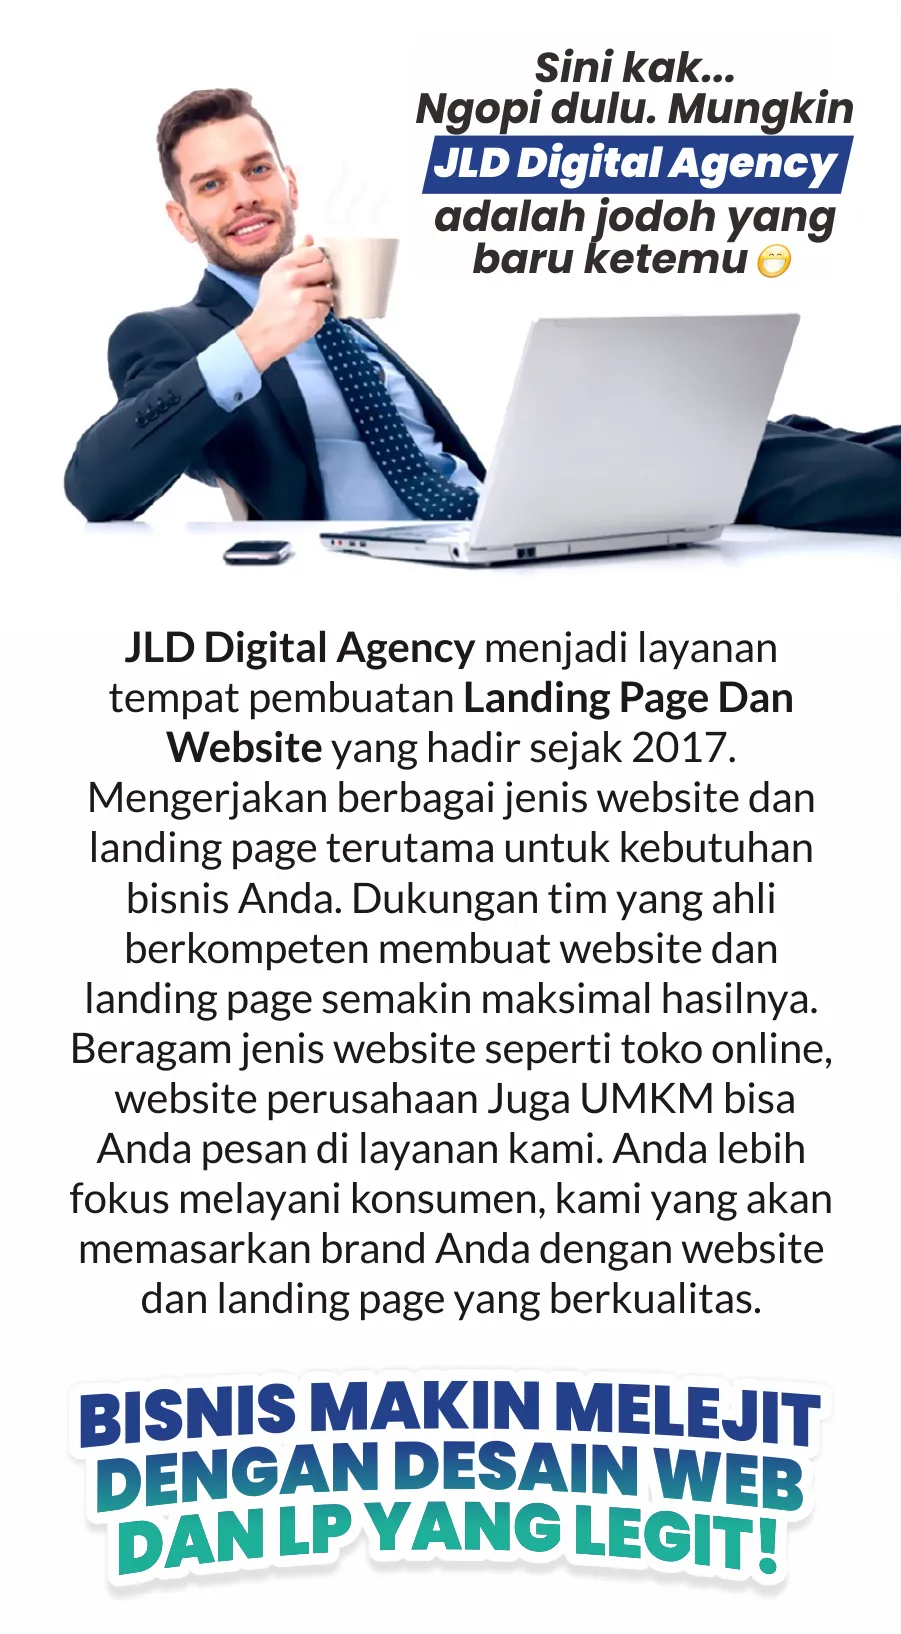 Sini kak...
Ngopi dulu. Mungkin
JLD Digital Agency
adalah jodoh yang
baru ketemu 😁
JLD Digital Agency menjadi layanan
tempat pembuatan Landing Page Dan
Website yang hadir sejak 2017.
Mengerjakan berbagai jenis website dan
landing page terutama untuk kebutuhan
bisnis Anda. Dukungan tim yang ahli
berkompeten membuat website dan
landing page semakin maksimal hasilnya.
Beragam jenis website seperti toko online,
website perusahaan Juga UMKM bisa
Anda pesan di layanan kami. Anda lebih
fokus melayani konsumen, kami yang akan
memasarkan brand Anda dengan website
dan landing page yang berkualitas.
BISNIS MAKIN MELEJIT
DENGAN DESAIN WEB
DAN LP YANG LEGIT!